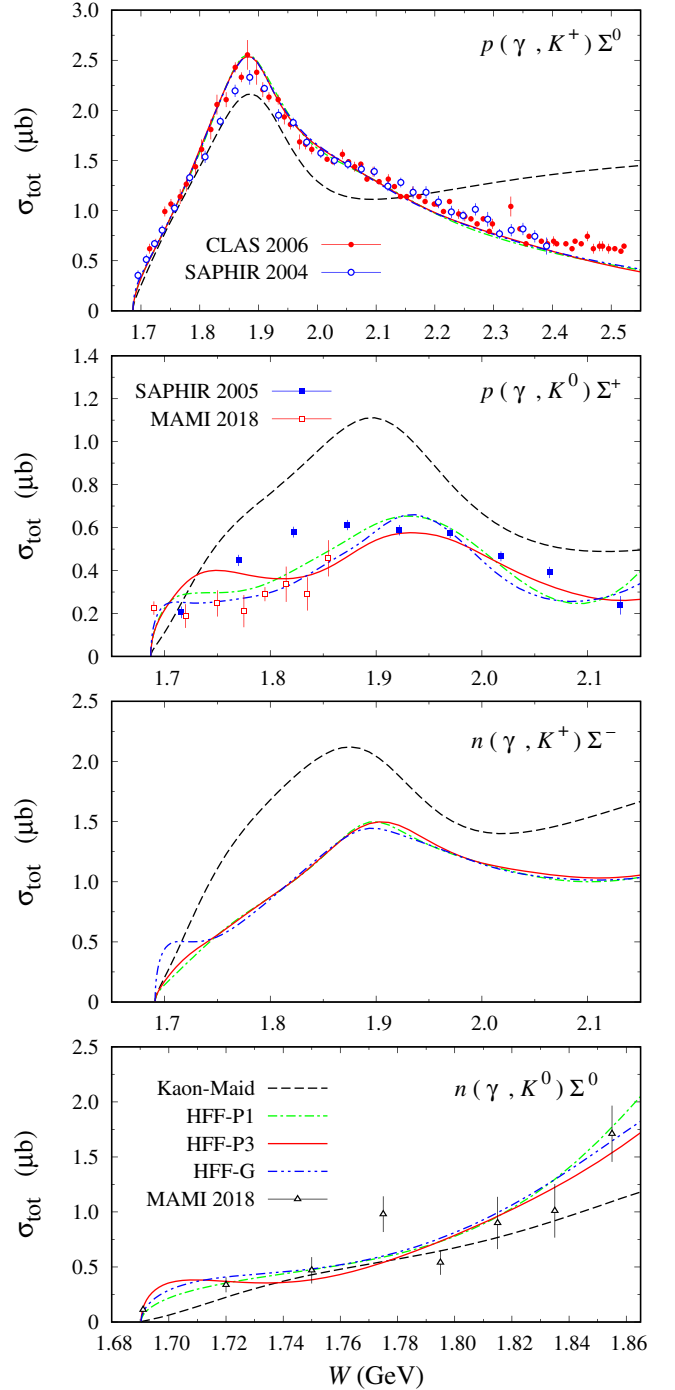 3.0
2.5
2.0
1.5
1.0
0.5
0
σtot (μb)
p ( γ , K+ ) Σ0
CLAS 2006
SAPHIR 2004
1.7 1.8 1.9 2.0 2.1 2.2 2.3 2.4 2.5
1.4
1.2
1.0
0.8
0.6
0.4
0.2
0
σtot (μb)
SAPHIR 2005
MAMI 2018
p ( γ , K0 ) Σ+
1.7 1.8 1.9 2.0 2.1
2.5
2.0
1.5
1.0
0.5
0
σtot (μb)
n ( γ , K+ ) Σ−
1.7 1.8 1.9 2.0 2.1
2.5
2.0
1.5
1.0
0.5
0
σtot (μb)
n ( γ , K0 ) Σ0
Kaon-Maid
HFF-P1
HFF-P3
HFF-G
MAMI 2018
1.68 1.70 1.72 1.74 1.76 1.78 1.80 1.82 1.84 1.86
W (GeV)